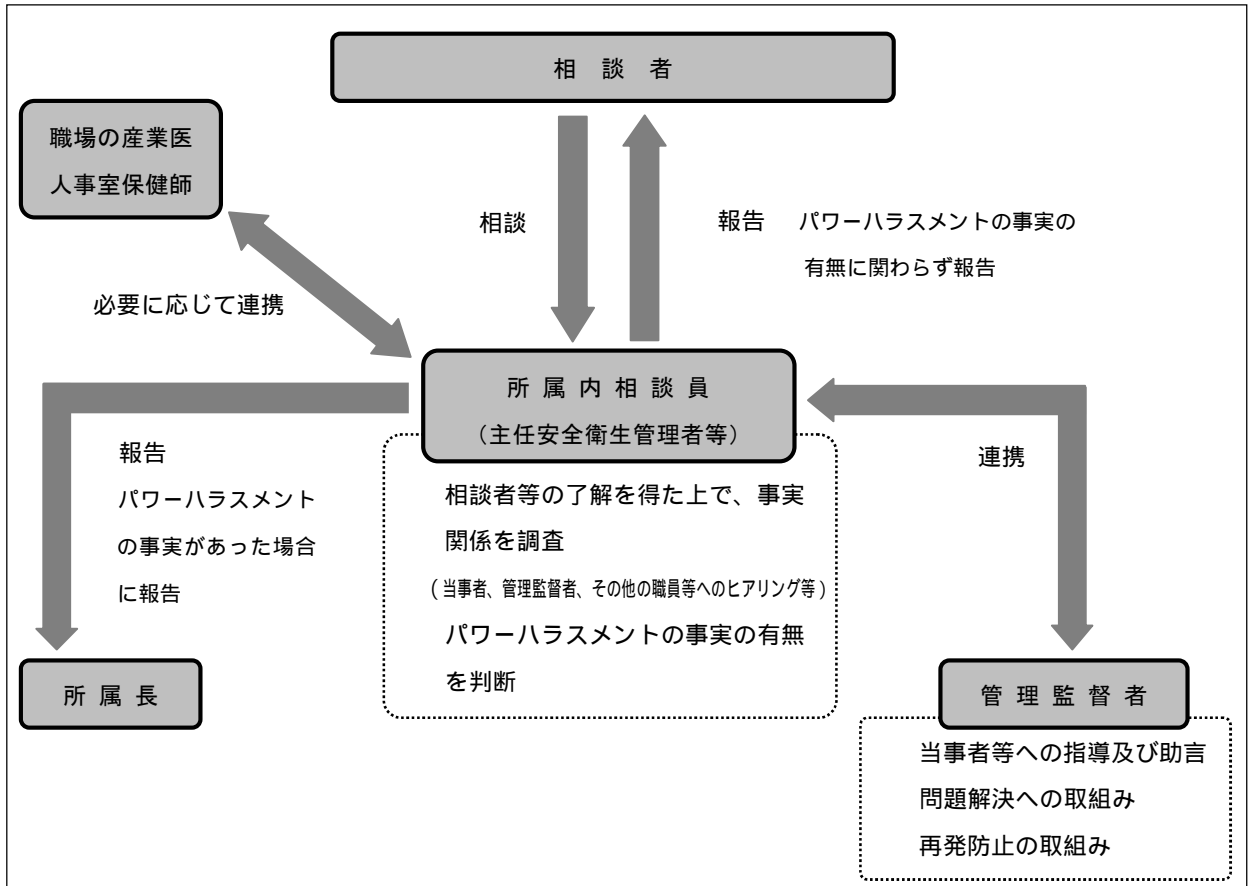 相談者
職場の産業医
人事室保健師
相談
報告 パワーハラスメントの事実の
有無に関わらず報告
必要に応じて連携
所属内相談員
（主任安全衛生管理者等）
報告
パワーハラスメント
の事実があった場合
に報告
連携
相談者等の了解を得た上で、事実
関係を調査
(当事者、管理監督者、その他の職員等へのヒアリング等)
パワーハラスメントの事実の有無
を判断
所属長
管理監督者
当事者等への指導及び助言
問題解決への取組み
再発防止の取組み